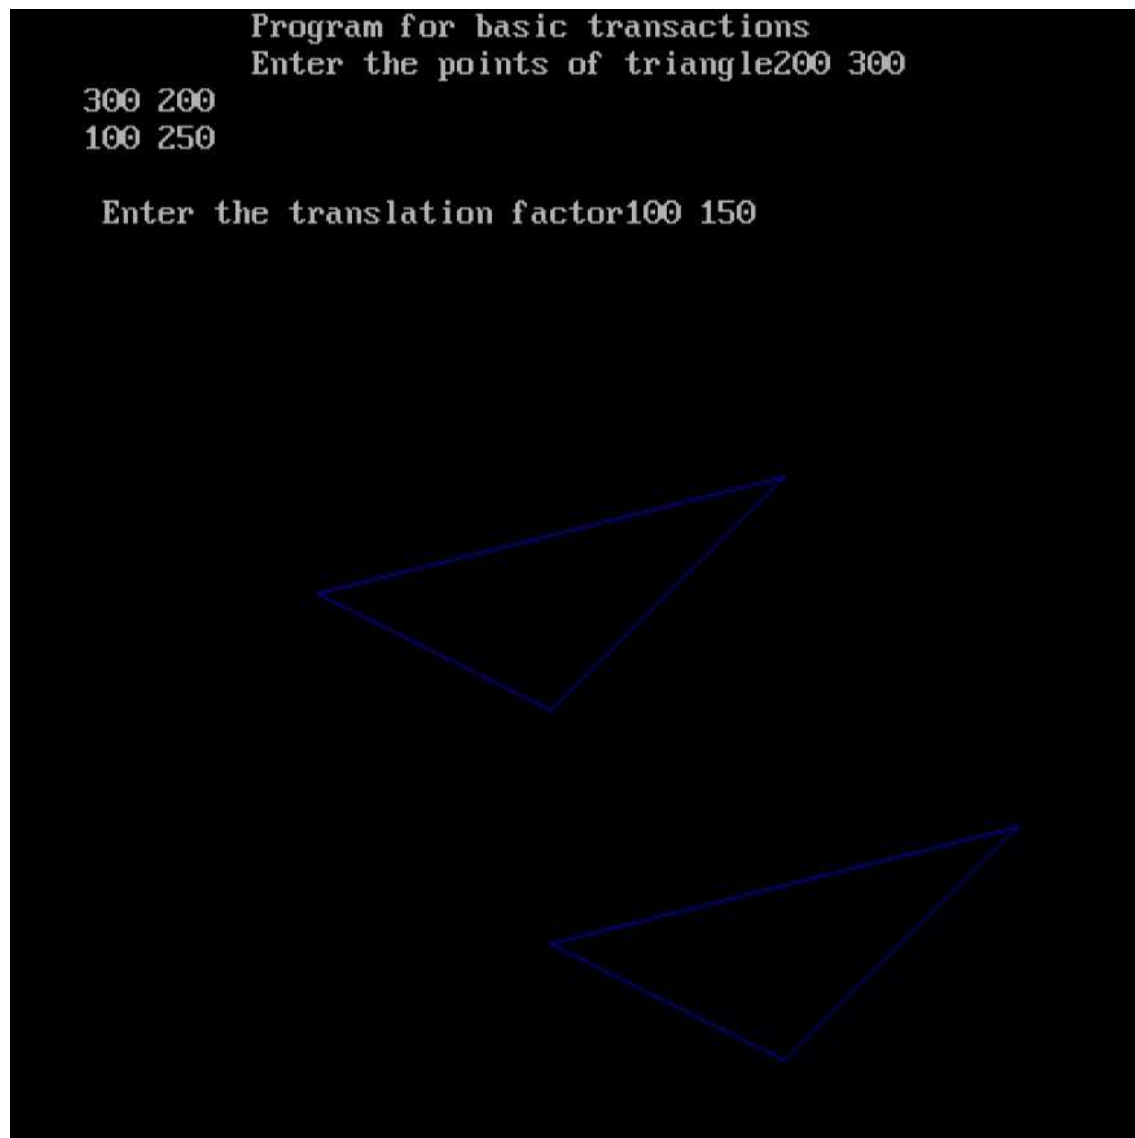 Program for basic transactions
Enter the points of triangle200 300
300 200
100 250
Enter the translation factor100 150